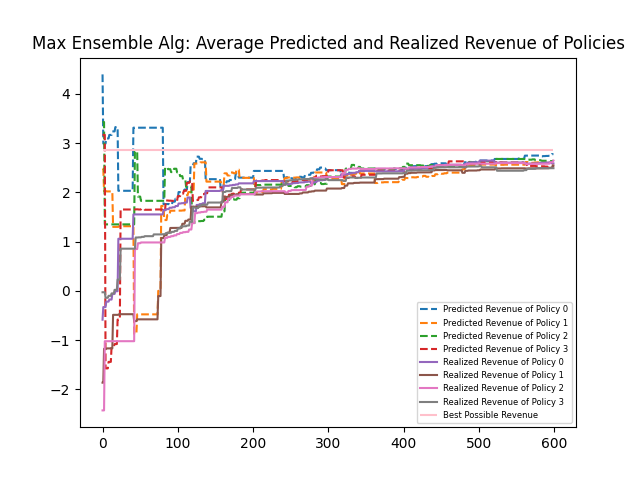 Max Ensemble Alg: Average Predicted and Realized Revenue of Policies
4
3
2
1
0
−1
−2
0 100 200 300 400 500 600
Predicted Revenue of Policy 0
Predicted Revenue of Policy 1
Predicted Revenue of Policy 2
Predicted Revenue of Policy 3
Realized Revenue of Policy 0
Realized Revenue of Policy 1
Realized Revenue of Policy 2
Realized Revenue of Policy 3
Best Possible Revenue